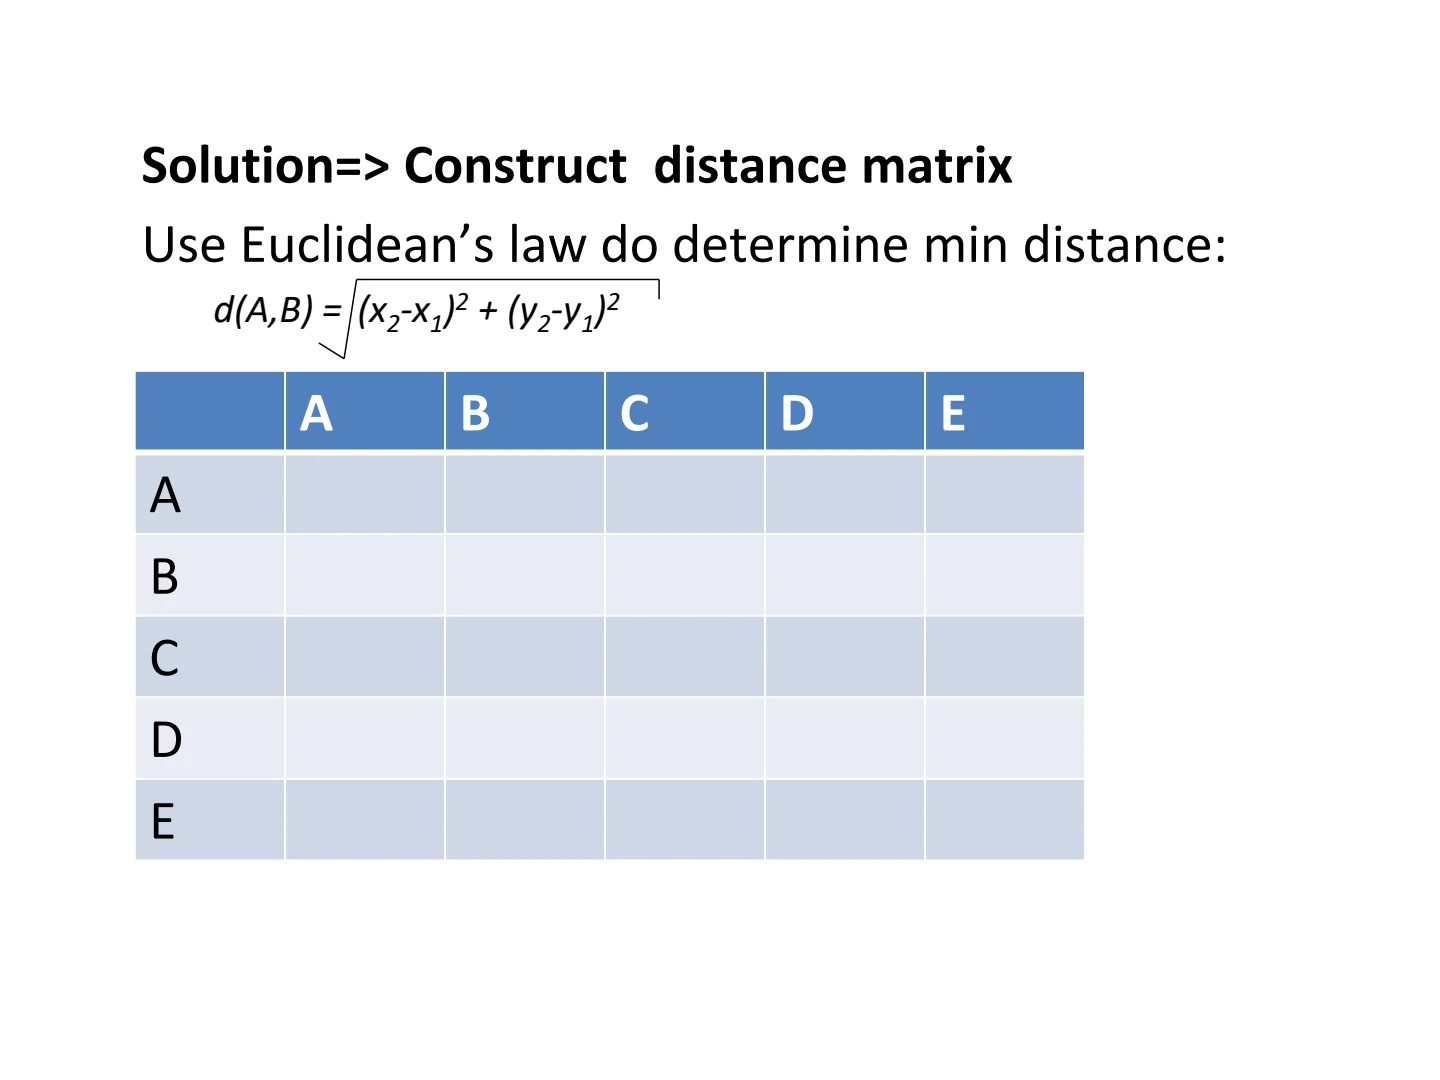 Solution=> Construct  distance matrix
Use Euclidean’s law do determine min distance:
d(A,B) = √(x₂-x₁)² + (y₂-y₁)²
A B C D E
A
B
C
D
E